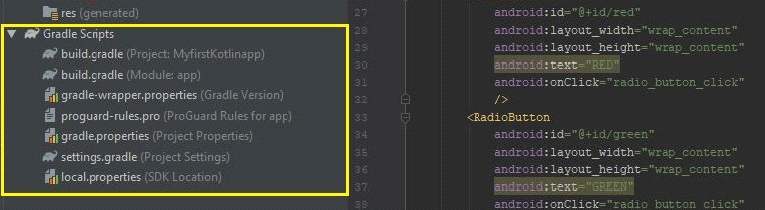 res (generated)
Gradle Scripts
build.gradle (Project: MyfirstKotlinapp)
build.gradle (Module: app)
gradle-wrapper.properties (Gradle Version)
proguard-rules.pro (ProGuard Rules for app)
gradle.properties (Project Properties)
settings.gradle (Project Settings)
local.properties (SDK Location)
27 android:id="@+id/red"
28 android:layout_width="wrap_content"
29 android:layout_height="wrap_content"
30 android:text="RED"
31 android:onClick="radio_button_click"
32 />
33 <RadioButton
34 android:id="@+id/green"
35 android:layout_width="wrap_content"
36 android:layout_height="wrap_content"
37 android:text="GREEN"
38 android:onClick="radio_button_click"